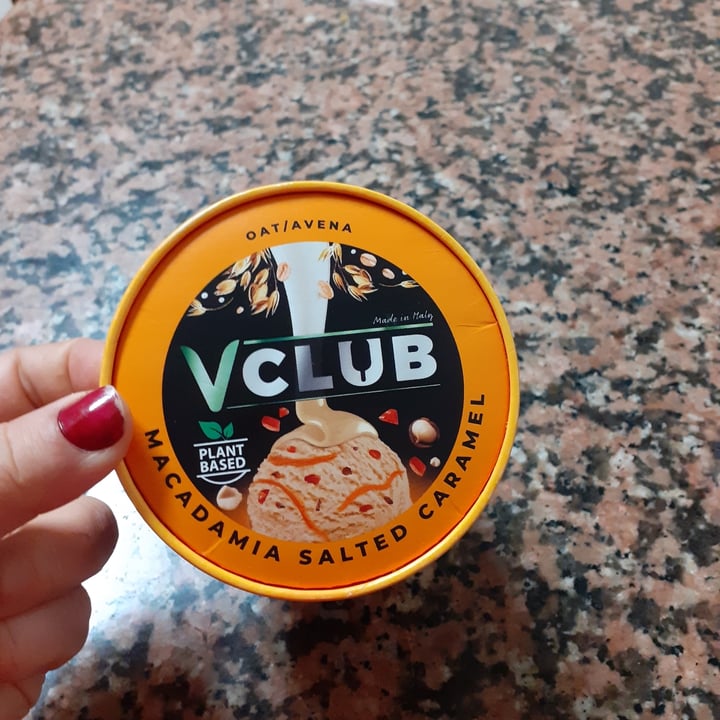 OAT/AVENA
Made in Italy
VCLUB
PLANT
BASED
MACADAMIA SALTED CARAMEL